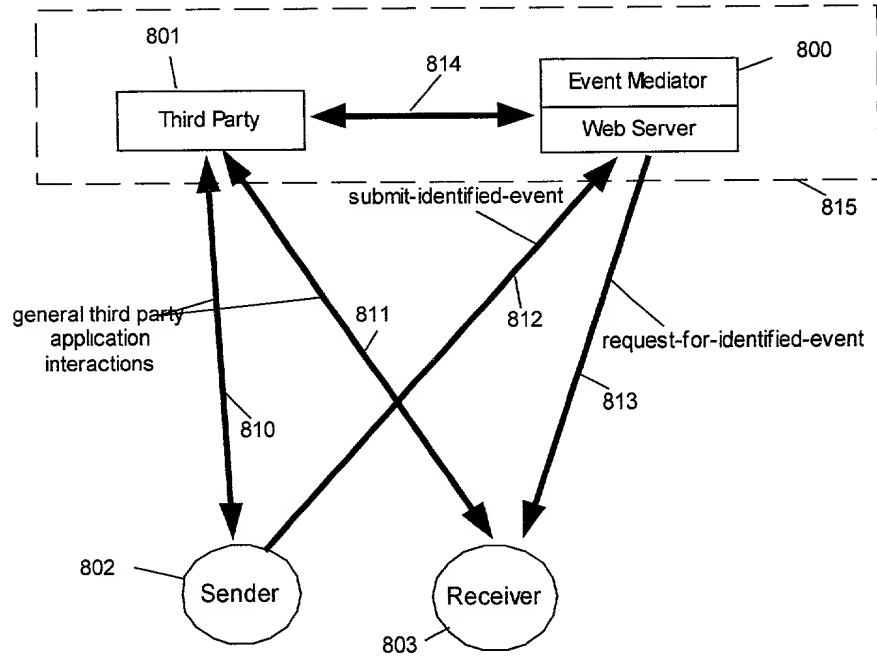 801
800
814
Event Mediator
Third Party
Web Server
submit-identified-event
815
general third party
application
interactions
811
812
request-for-identified-event
813
810
802
Sender
Receiver
803